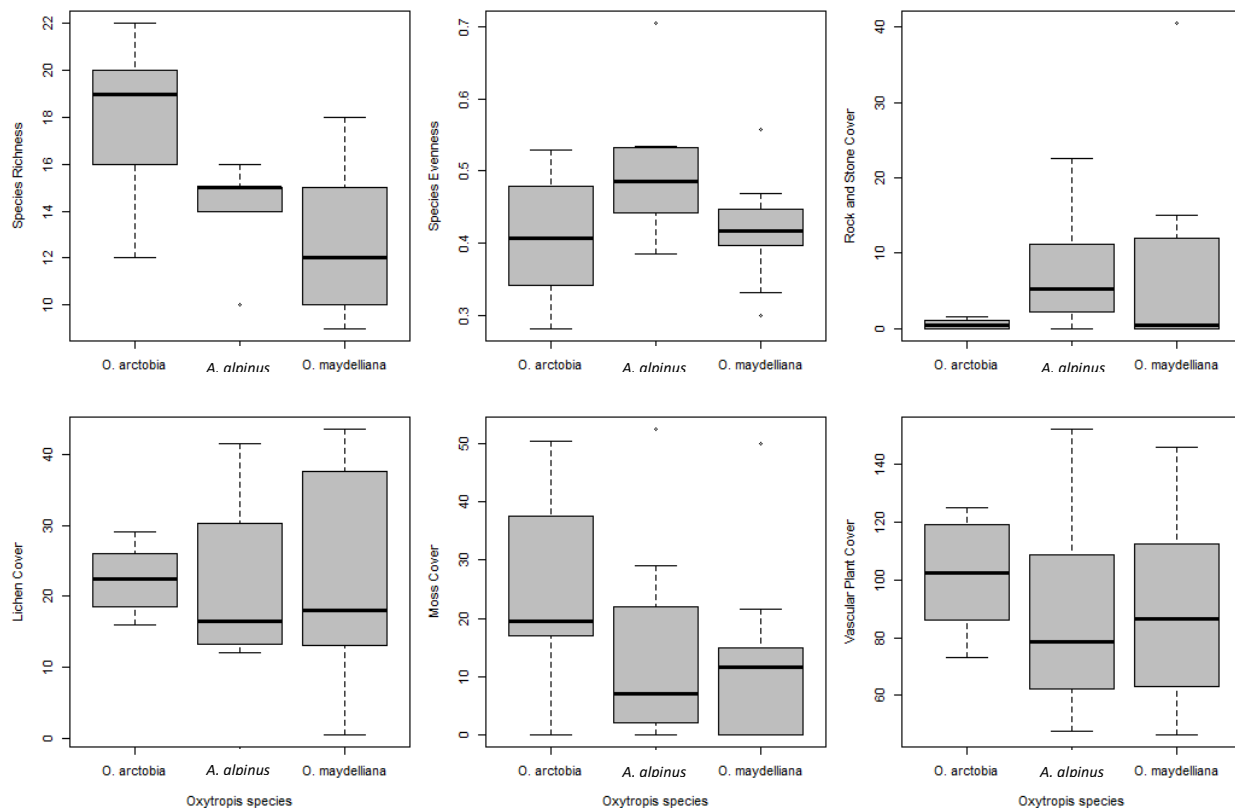 Species Richness
22
20
18
16
14
12
10
O. arctobia A. alpinus O. maydelliana
Species Evenness
0.7
0.6
0.5
0.4
0.3
O. arctobia A. alpinus O. maydelliana
Rock and Stone Cover
40
30
20
10
0
O. arctobia A. alpinus O. maydelliana
Lichen Cover
40
30
20
10
0
O. arctobia A. alpinus O. maydelliana
Oxytropis species
Moss Cover
50
40
30
20
10
0
O. arctobia A. alpinus O. maydelliana
Oxytropis species
Vascular Plant Cover
140
120
100
80
60
O. arctobia A. alpinus O. maydelliana
Oxytropis species